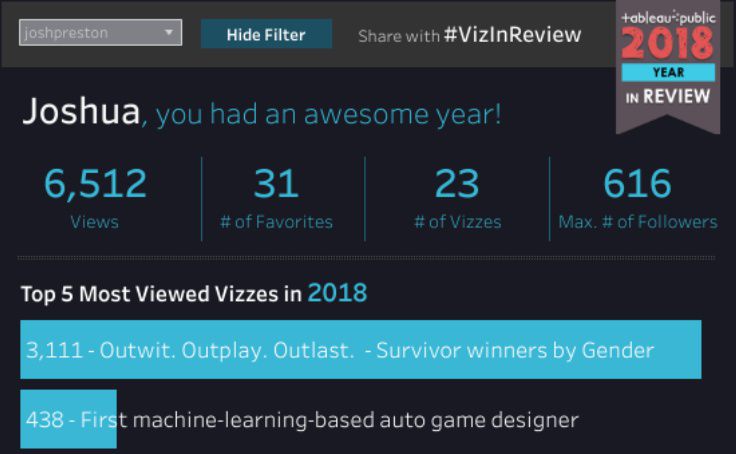 joshpreston
Hide Filter
Share with #VizInReview
+ableau public
2018
YEAR
IN REVIEW
Joshua, you had an awesome year!
6,512 31 23 616
Views # of Favorites # of Vizzes Max. # of Followers
Top 5 Most Viewed Vizzes in 2018
3,111 - Outwit. Outplay. Outlast. - Survivor winners by Gender
438 - First machine-learning-based auto game designer